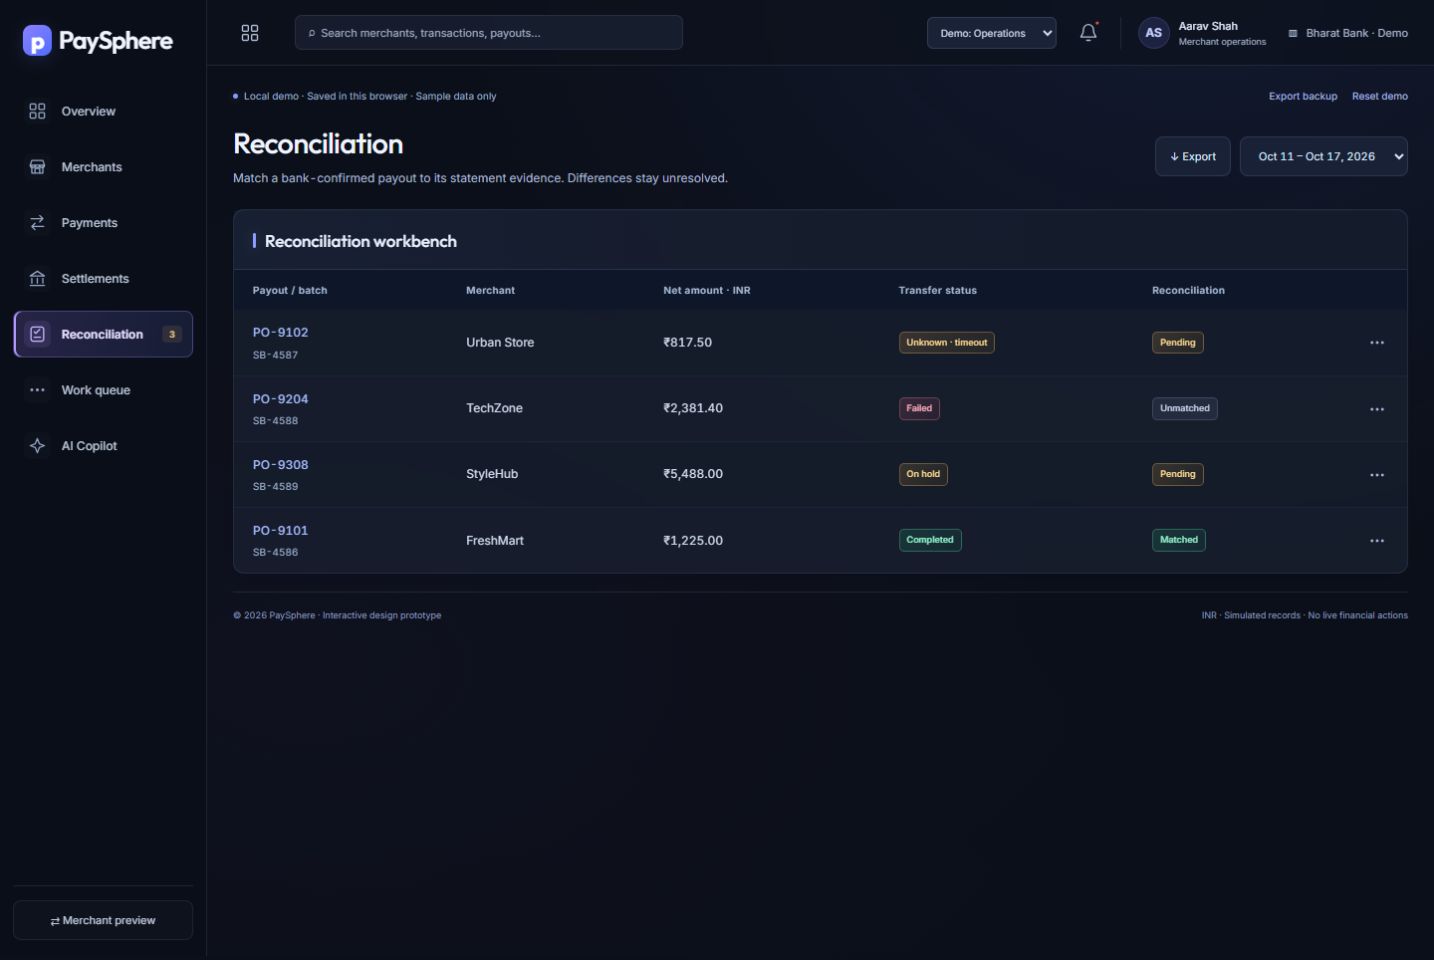 p PaySphere
Overview
Merchants
Payments
Settlements
Reconciliation 3
Work queue
AI Copilot
⇄ Merchant preview
Search merchants, transactions, payouts...
Demo: Operations
AS
Aarav Shah
Merchant operations
Bharat Bank · Demo
Local demo · Saved in this browser · Sample data only
Export backup Reset demo
Reconciliation
Match a bank-confirmed payout to its statement evidence. Differences stay unresolved.
↓ Export
Oct 11 – Oct 17, 2026
Reconciliation workbench
Payout / batch Merchant Net amount · INR Transfer status Reconciliation
PO-9102
SB-4587
Urban Store ₹817.50 Unknown · timeout Pending
PO-9204
SB-4588
TechZone ₹2,381.40 Failed Unmatched
PO-9308
SB-4589
StyleHub ₹5,488.00 On hold Pending
PO-9101
SB-4586
FreshMart ₹1,225.00 Completed Matched
© 2026 PaySphere · Interactive design prototype
INR · Simulated records · No live financial actions